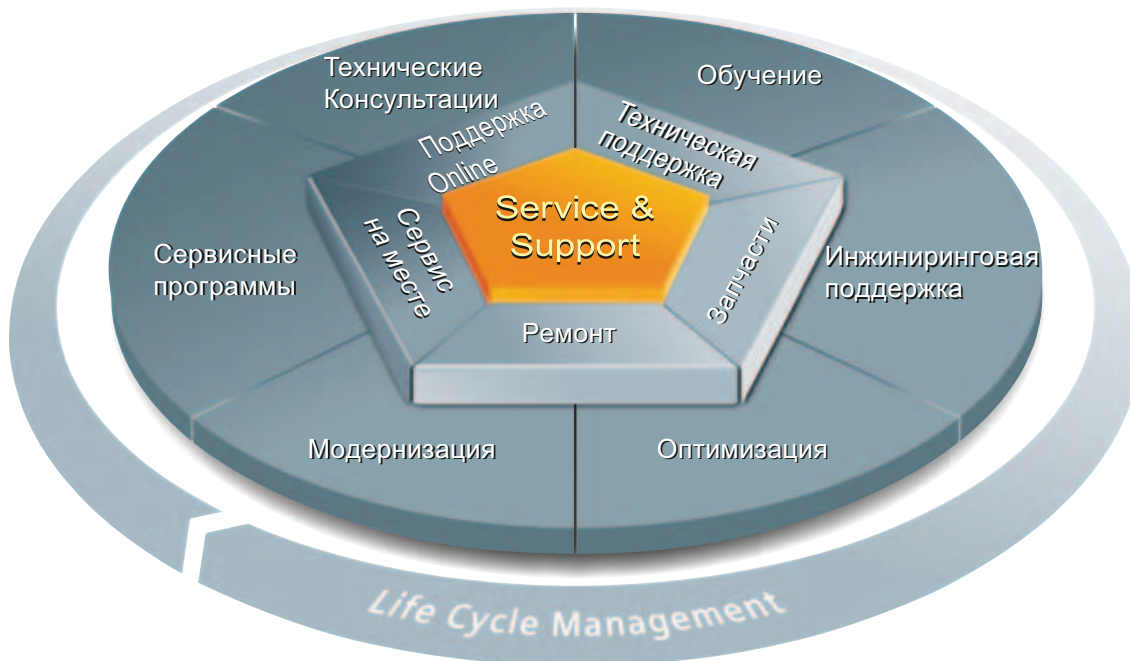 Технические
Консультации
Обучение
Поддержка
Online
Техническая
поддержка
Service &
Support
Сервис
на месте
Запчасти
Сервисные
программы
Инжиниринговая
поддержка
Ремонт
Модернизация
Оптимизация
Life Cycle Management